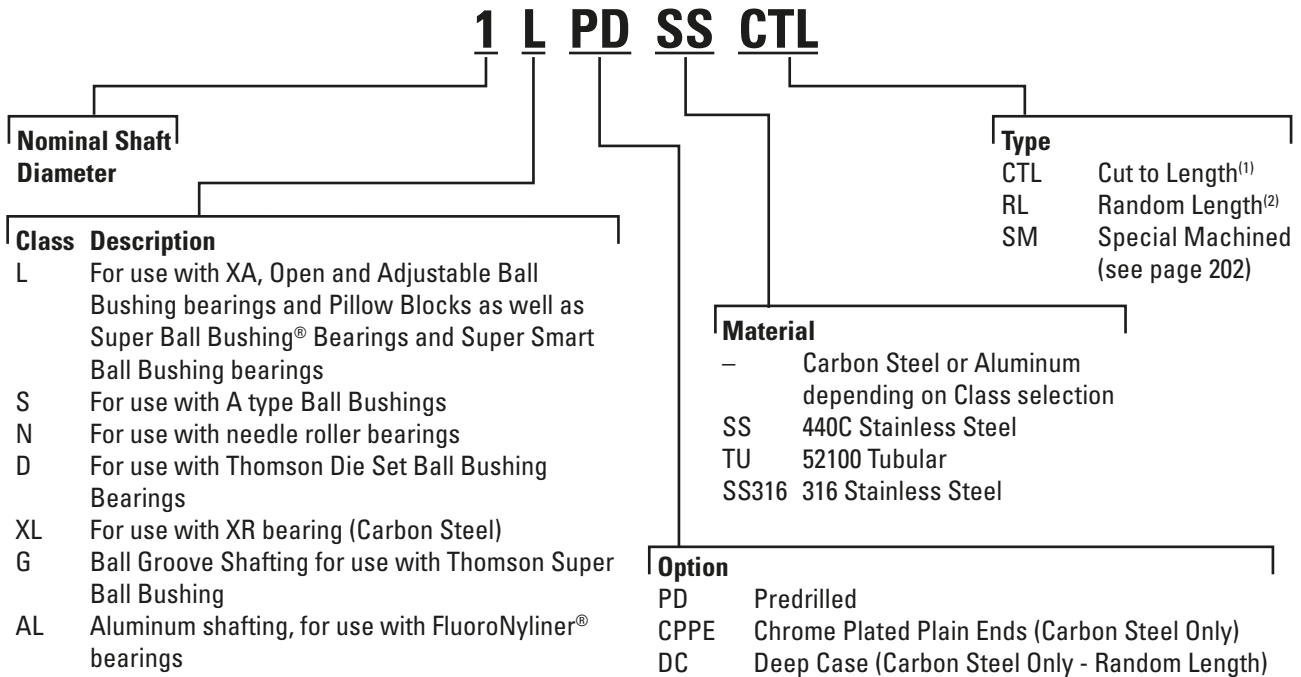 1 L PD SS CTL
Nominal Shaft
Diameter
Class Description
L For use with XA, Open and Adjustable Ball
Bushing bearings and Pillow Blocks as well as
Super Ball Bushing® Bearings and Super Smart
Ball Bushing bearings
S For use with A type Ball Bushings
N For use with needle roller bearings
D For use with Thomson Die Set Ball Bushing
Bearings
XL For use with XR bearing (Carbon Steel)
G Ball Groove Shafting for use with Thomson Super
Ball Bushing
AL Aluminum shafting, for use with FluoroNyliner®
bearings
Type
CTL Cut to Length(1)
RL Random Length(2)
SM Special Machined
(see page 202)
Material
– Carbon Steel or Aluminum
depending on Class selection
SS 440C Stainless Steel
TU 52100 Tubular
SS316 316 Stainless Steel
Option
PD Predrilled
CPPE Chrome Plated Plain Ends (Carbon Steel Only)
DC Deep Case (Carbon Steel Only - Random Length)